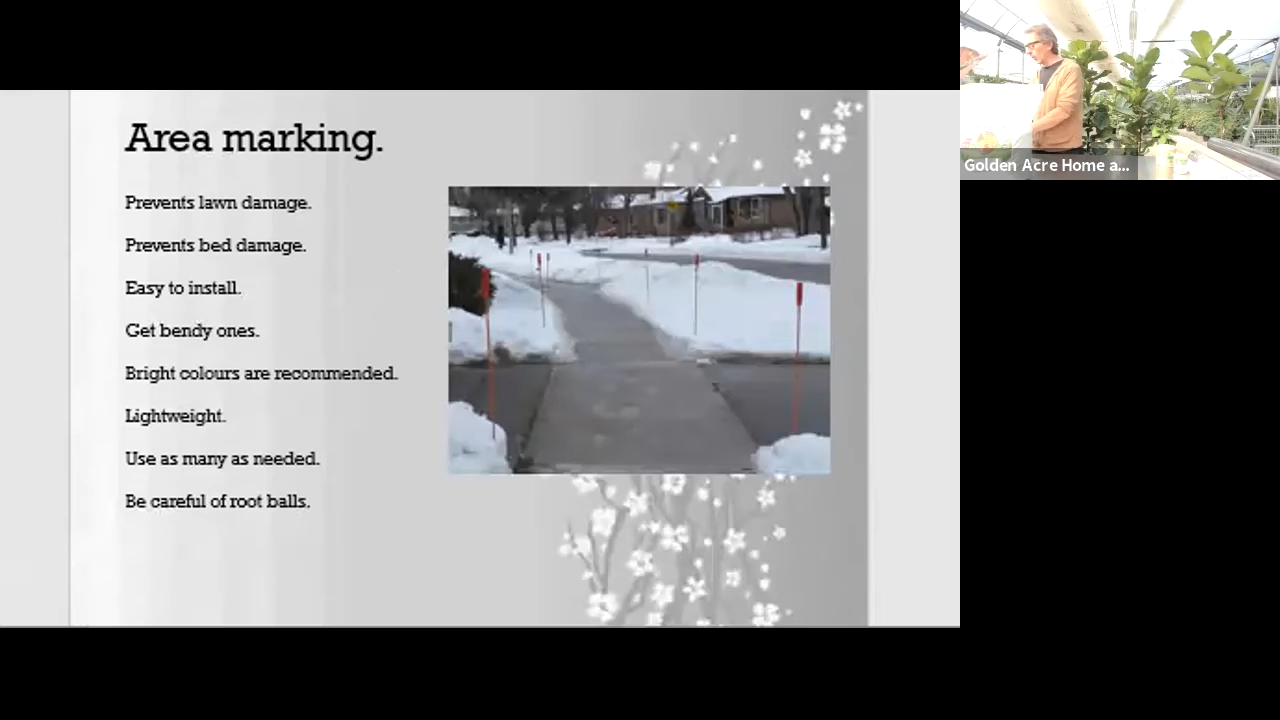 Area marking.
Prevents lawn damage.
Prevents bed damage.
Easy to install.
Get bendy ones.
Bright colours are recommended.
Lightweight.
Use as many as needed.
Be careful of root balls.
Golden Acre Home a...